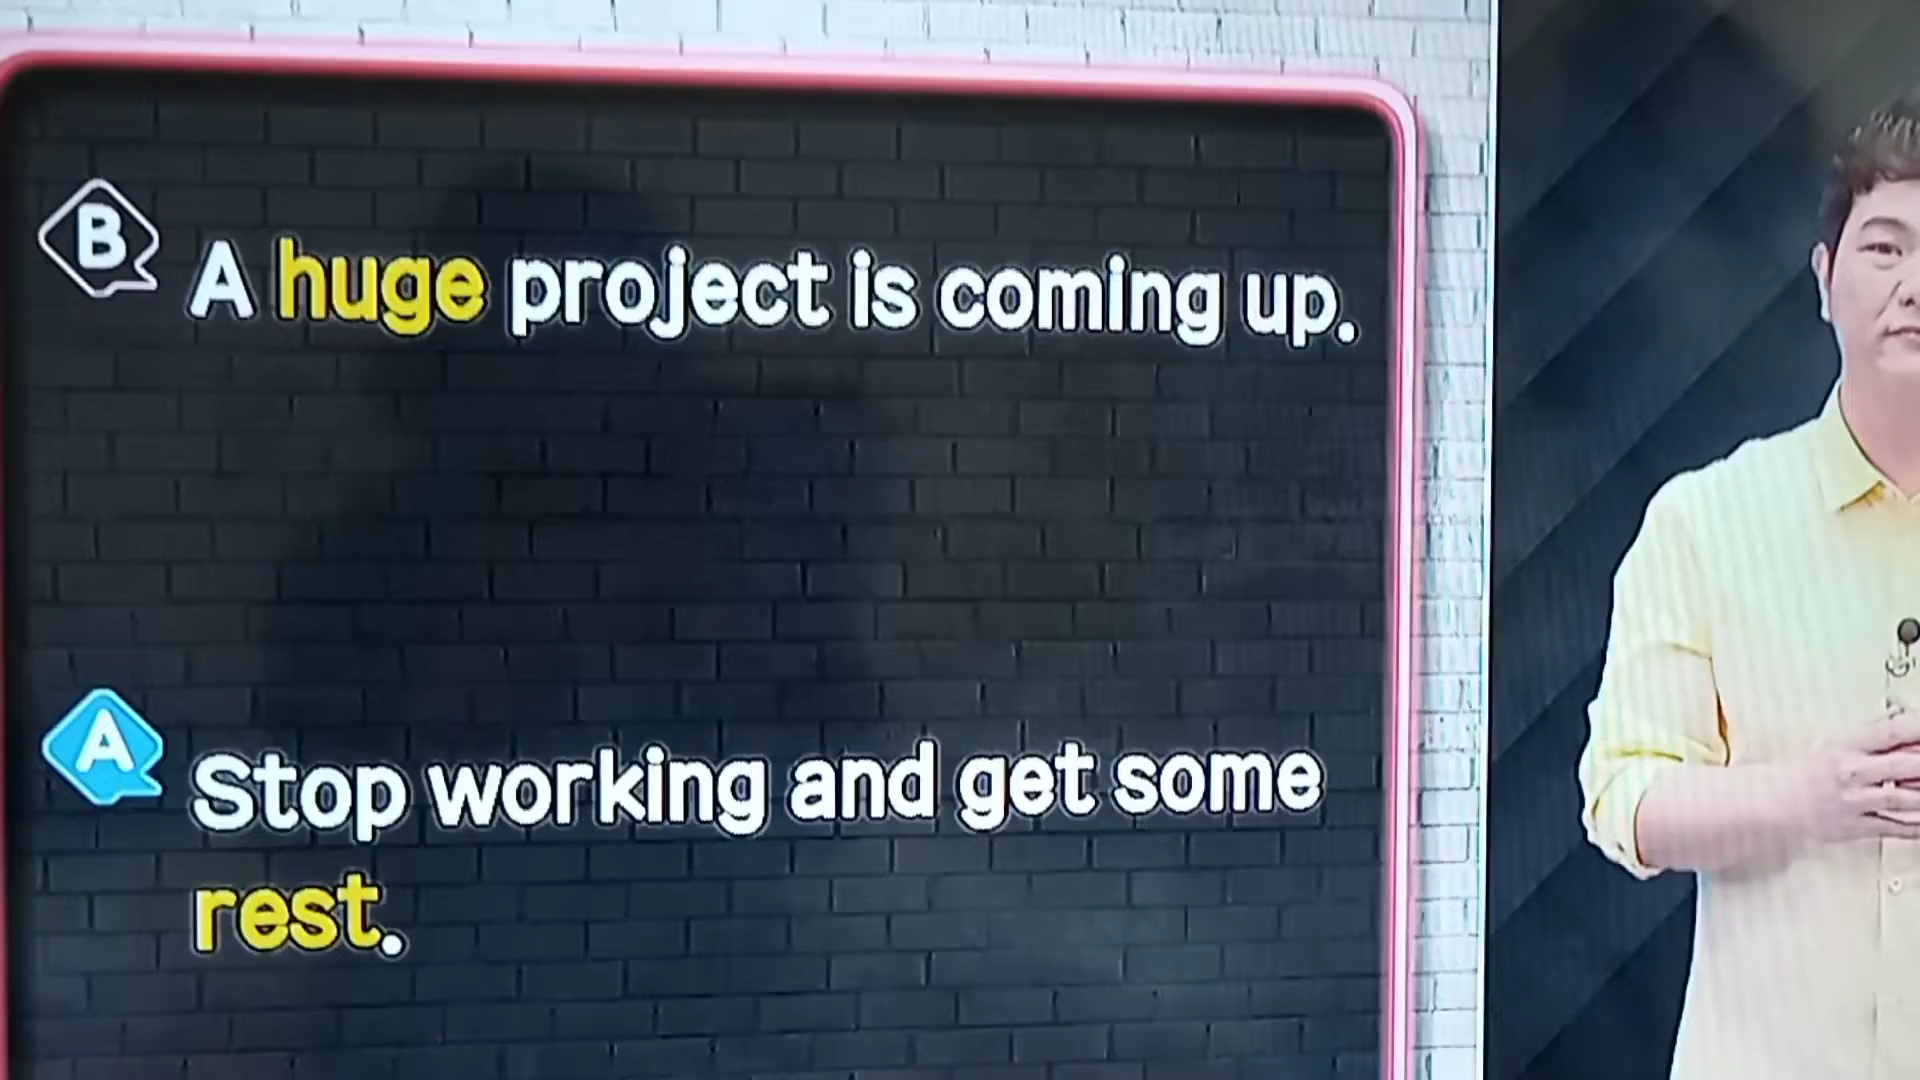 B
A huge project is coming up.
A
Stop working and get some
rest.